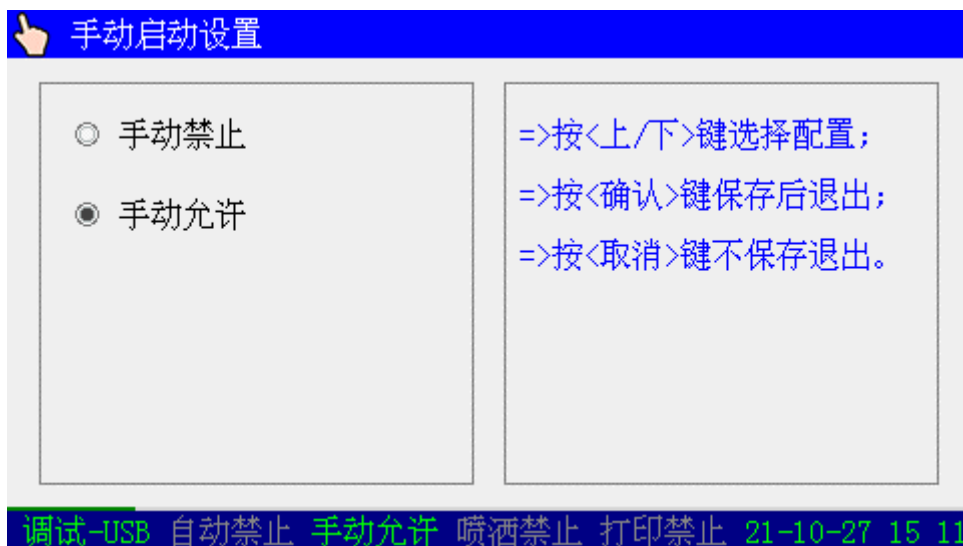 手动启动设置
手动禁止
手动允许
=>按<上/下>键选择配置;
=>按<确认>键保存后退出;
=>按<取消>键不保存退出。
调试-USB 自动禁止 手动允许 喷洒禁止 打印禁止 21-10-27 15 11